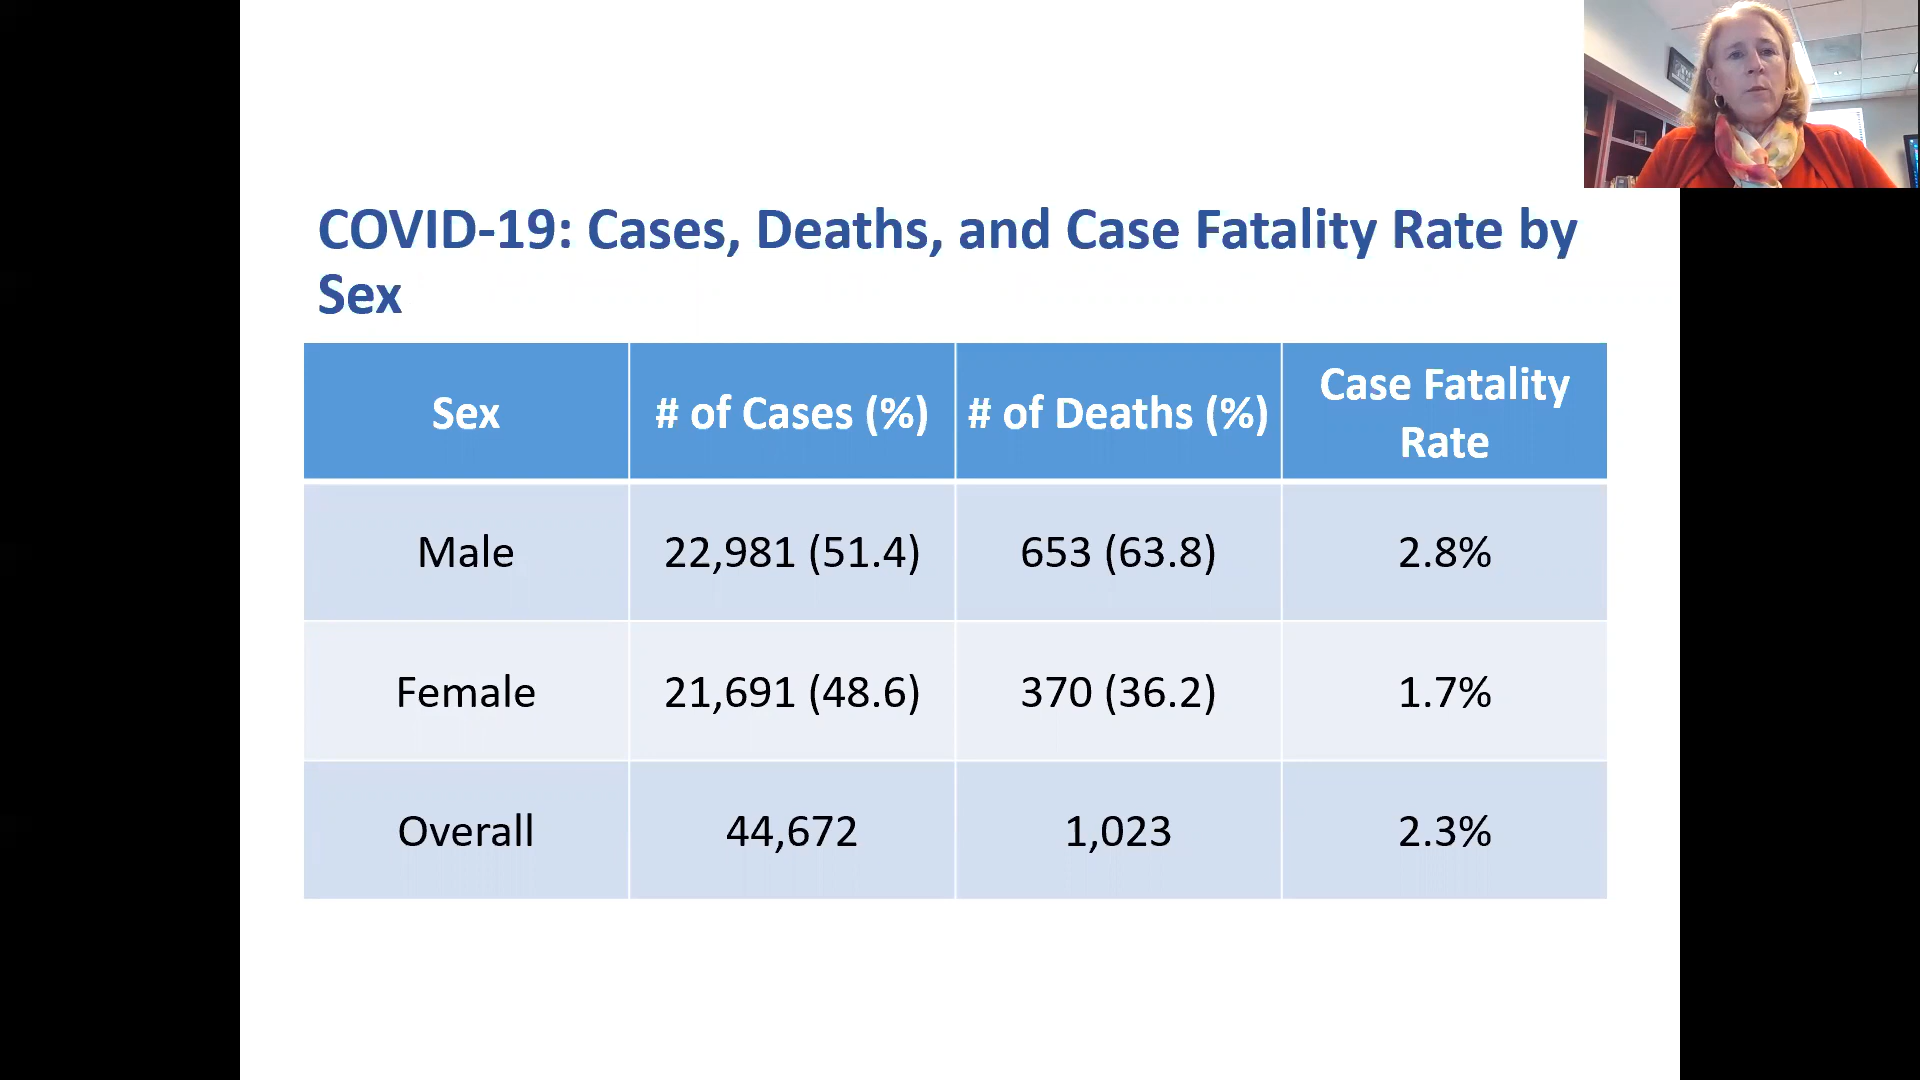 COVID-19: Cases, Deaths, and Case Fatality Rate by
Sex
Sex
# of Cases (%)
# of Deaths (%)
Case Fatality
Rate
Male
22,981 (51.4)
653 (63.8)
2.8%
Female
21,691 (48.6)
370 (36.2)
1.7%
Overall
44,672
1,023
2.3%